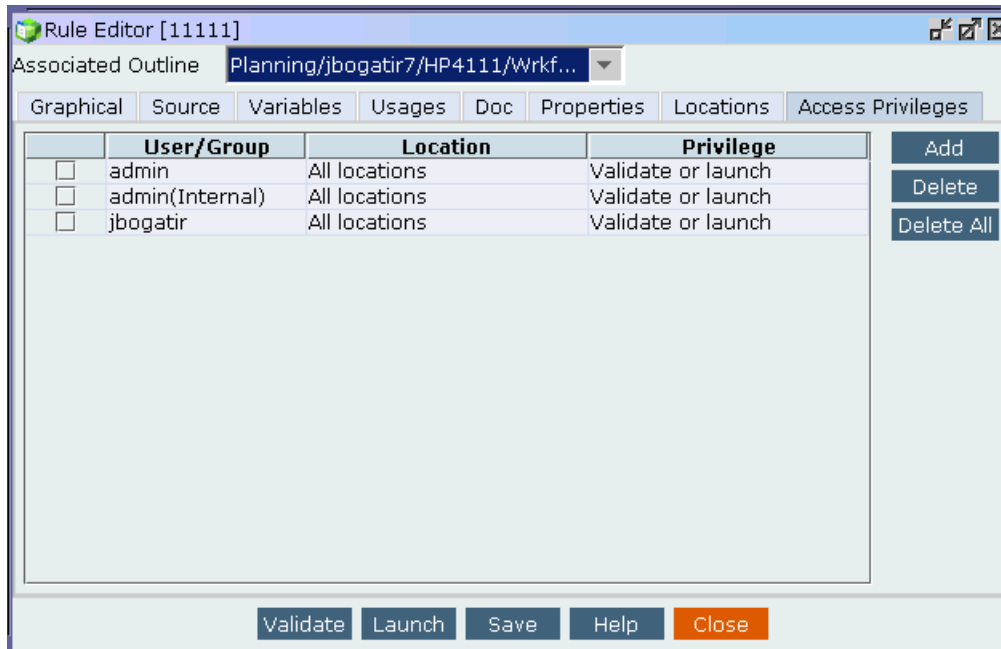 Rule Editor [11111]
Associated Outline Planning/jbogatir7/HP4111/Wrkf...
Graphical Source Variables Usages Doc Properties Locations Access Privileges
User/Group Location Privilege Add
admin All locations Validate or launch
admin(Internal) All locations Validate or launch Delete
jbogatir All locations Validate or launch Delete All
Validate Launch Save Help Close